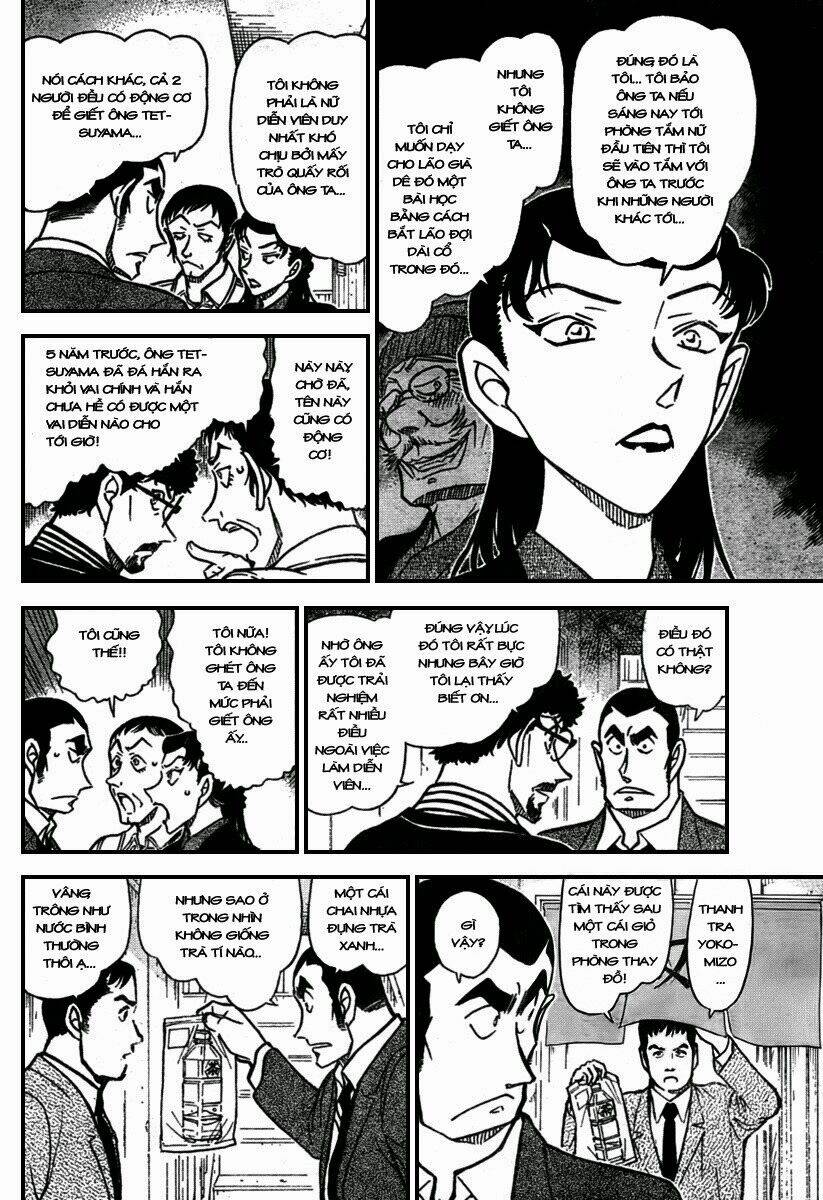 ĐÚNG, ĐÓ LÀ
TÔI... TÔI BẢO
ÔNG TA NẾU
SÁNG NAY TỚI
PHÒNG TẮM NỮ
ĐẦU TIÊN THÌ TÔI
SẼ VÀO TẮM VỚI
ÔNG TA TRƯỚC
KHI NHỮNG NGƯỜI
KHÁC TỚI...
NHƯNG
TÔI
KHÔNG
GIẾT ÔNG
TA...
TÔI CHỈ
MUỐN DẠY
CHO LÃO GIÀ
DÊ ĐÓ MỘT
BÀI HỌC
BẰNG CÁCH
BẮT LÃO ĐỢI
DÀI CỔ
TRONG ĐÓ...
TÔI KHÔNG
PHẢI LÀ NỮ
DIỄN VIÊN DUY
NHẤT KHÓ
CHỊU BỞI MẤY
TRÒ QUẤY RỐI
CỦA ÔNG TA...
NÓI CÁCH KHÁC, CẢ 2
NGƯỜI ĐỀU CÓ ĐỘNG CƠ
ĐỂ GIẾT ÔNG TET-
SUYAMA...
NÀY NÀY
CHỜ ĐÃ,
TÊN NÀY
CŨNG CÓ
ĐỘNG
CƠ!
5 NĂM TRƯỚC, ÔNG TET-
SUYAMA ĐÃ ĐÁ HẮN RA
KHỎI VAI CHÍNH VÀ HẮN
CHƯA HỀ CÓ ĐƯỢC MỘT
VAI DIỄN NÀO CHO
TỚI GIỜ!
ĐIỀU ĐÓ
CÓ THẬT
KHÔNG?
ĐÚNG VẬY, LÚC
ĐÓ TÔI RẤT BỰC
NHƯNG BÂY GIỜ
TÔI LẠI THẤY
BIẾT ƠN...
NHỜ ÔNG
ẤY TÔI ĐÃ
ĐƯỢC TRẢI
NGHIỆM
RẤT NHIỀU
ĐIỀU
NGOÀI VIỆC
LÀM DIỄN
VIÊN...
TÔI NỮA!
TÔI KHÔNG
GHÉT ÔNG
TA ĐẾN
MỨC PHẢI
GIẾT ÔNG
ẤY...
TÔI CŨNG
THẾ!!
THANH
TRA
YOKO-
MIZO
...
CÁI NÀY ĐƯỢC
TÌM THẤY SAU
MỘT CÁI GIỎ
TRONG
PHÒNG THAY
ĐỒ!
GÌ
VẬY?
MỘT CÁI
CHAI NHỰA
ĐỰNG TRÀ
XANH...
NHƯNG SAO Ở
TRONG NHÌN
KHÔNG GIỐNG
TRÀ TÍ NÀO...
VÂNG,
TRÔNG NHƯ
NƯỚC BÌNH
THƯỜNG
THÔI Ạ...
茶